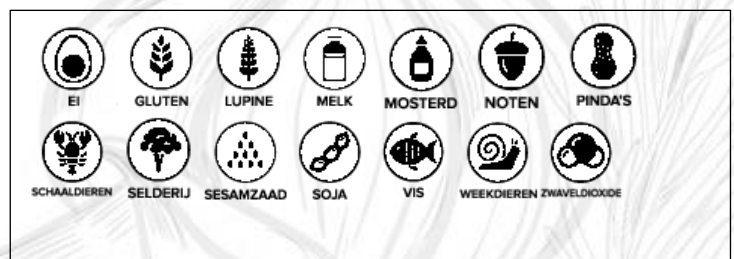 EI GLUTEN LUPINE MELK MOSTERD NOTEN PINDA'S
SCHAALDIEREN SELDERIJ SESAMZAAD SOJA VIS WEEKDIEREN ZWAVELDIOXIDE